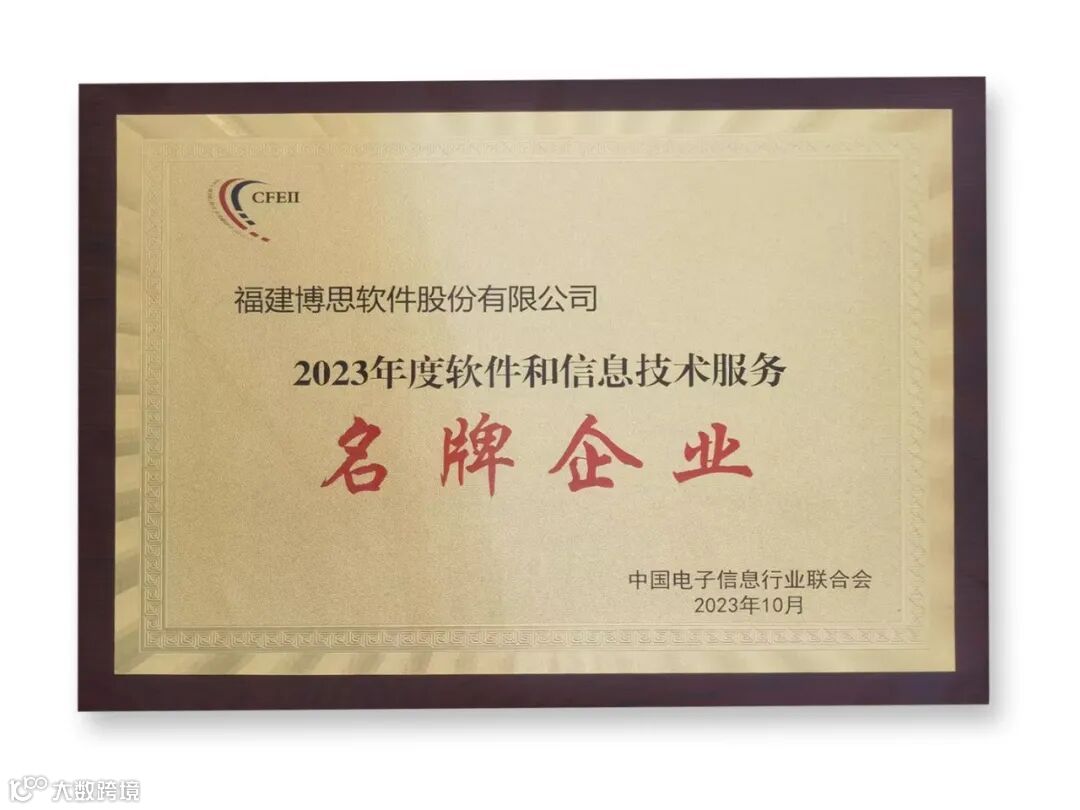 CFEII
福建博思软件股份有限公司
2023年度软件和信息技术服务
名牌企业
中国电子信息行业联合会
2023年10月
大数跨境